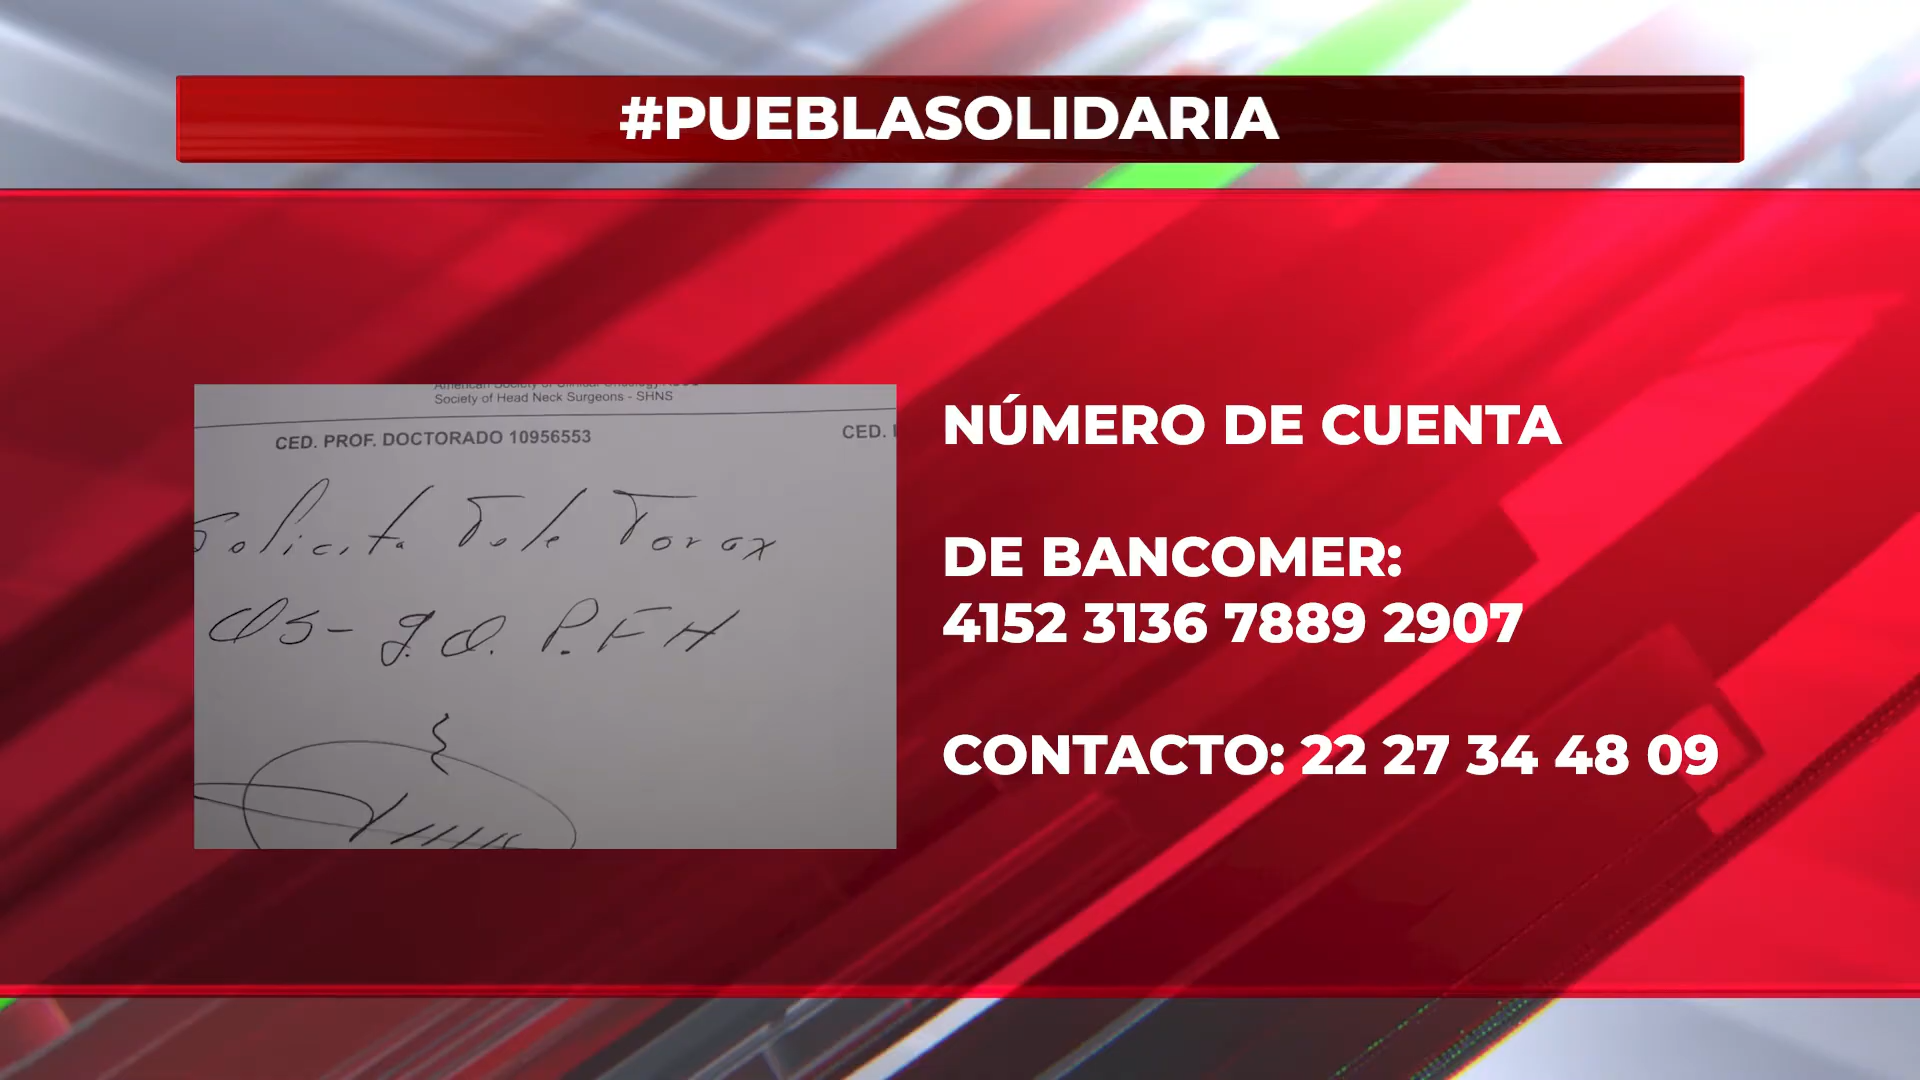 #PUEBLASOLIDARIA
Society of Head Neck Surgeons - SHNS
CED. PROF. DOCTORADO 10956553
CED.
Solicita Tele Torax
P.F.H
NÚMERO DE CUENTA
DE BANCOMER:
4152 3136 7889 2907
CONTACTO: 22 27 34 48 09